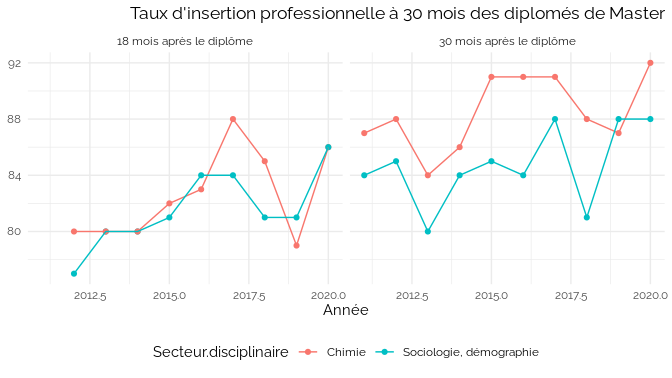 Taux d'insertion professionnelle à 30 mois des diplomés de Master
18 mois après le diplôme
30 mois après le diplôme
92
88
84
80
2012.5 2015.0 2017.5 2020.0
2012.5 2015.0 2017.5 2020.0
Année
Secteur.disciplinaire Chimie Sociologie, démographie